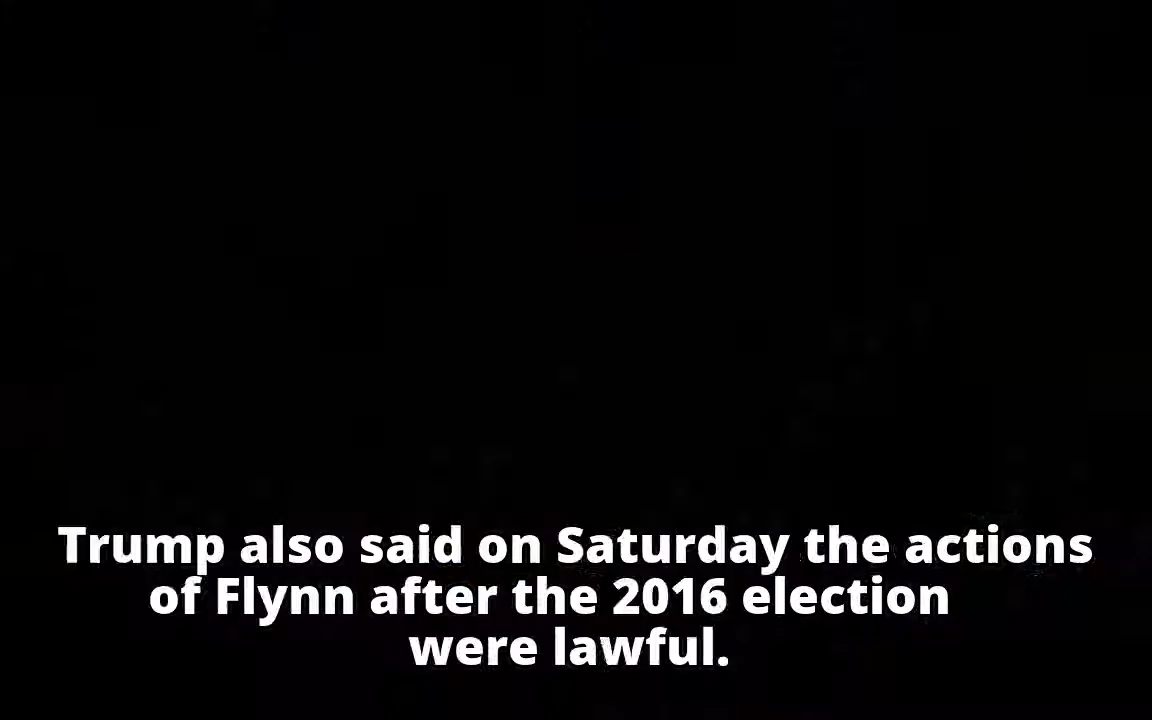 Trump also said on Saturday the actions
of Flynn after the 2016 election
were lawful.